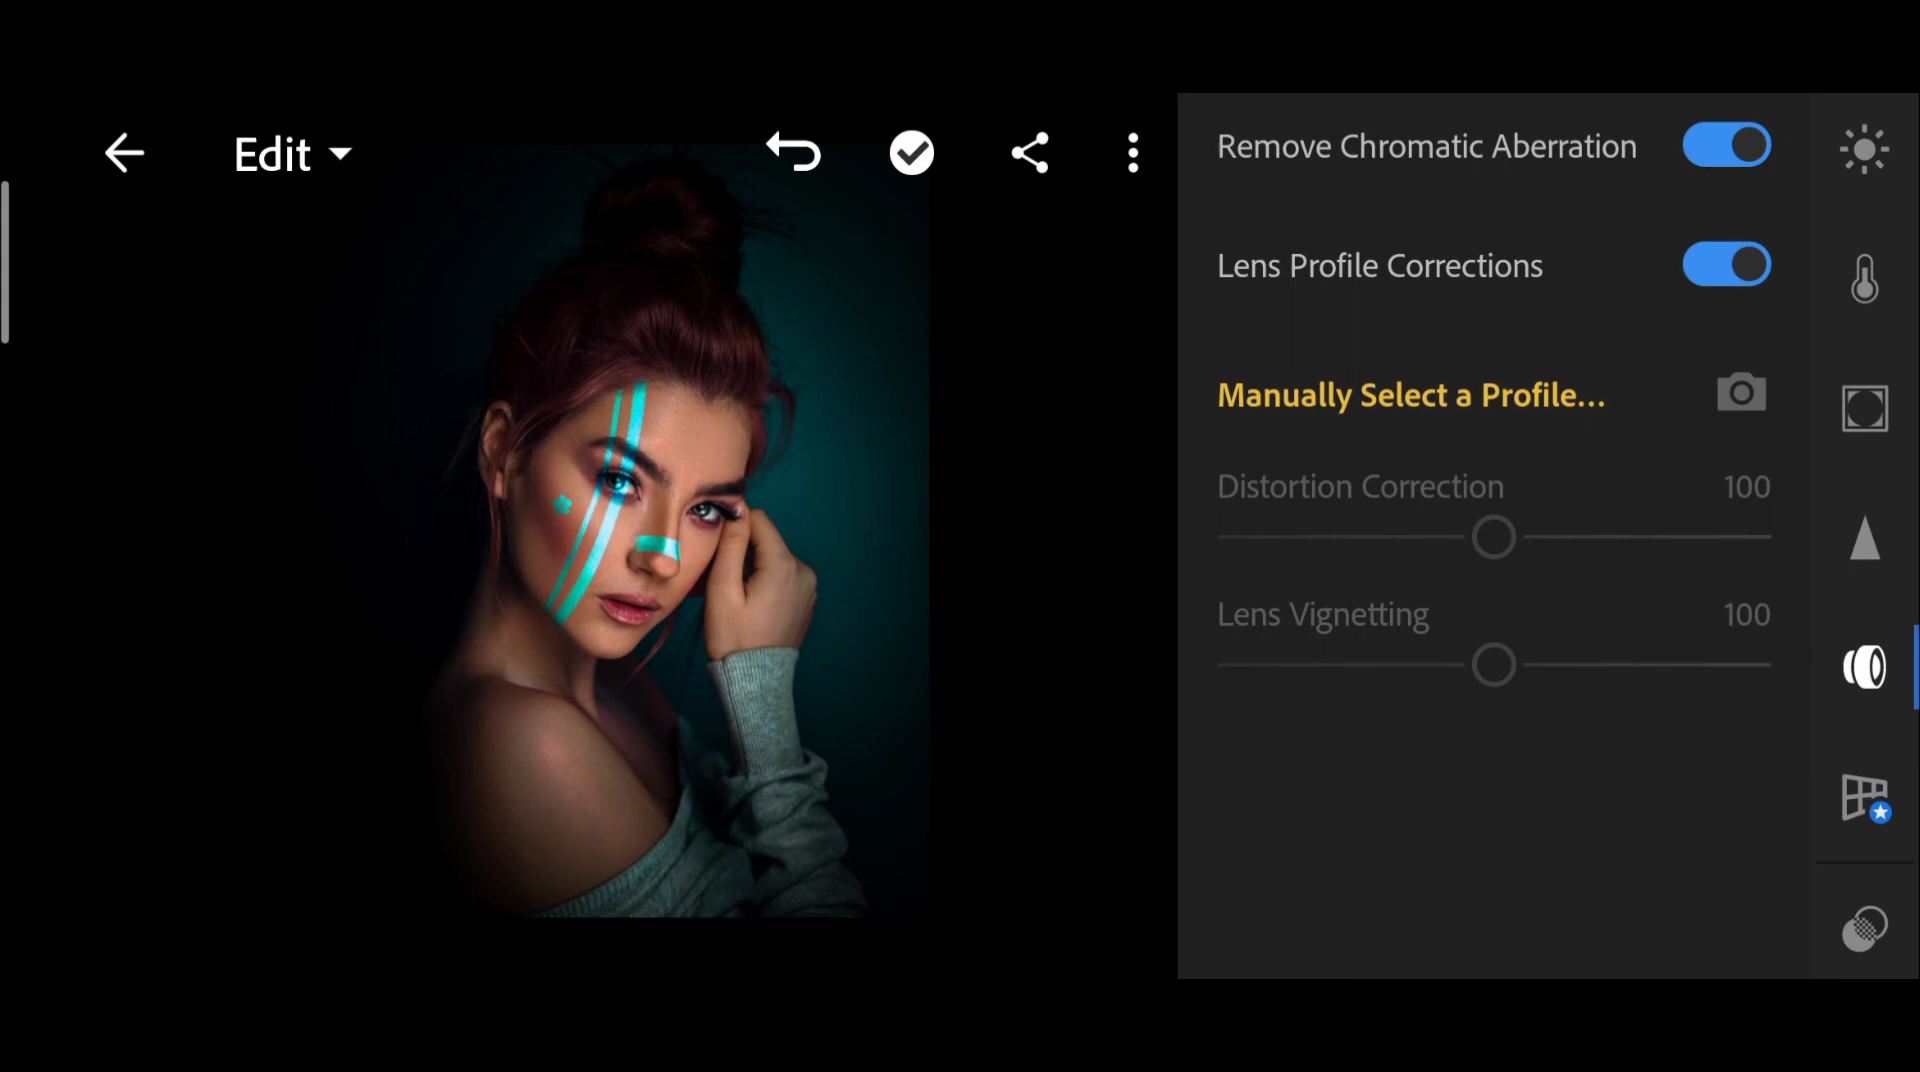 Edit
Remove Chromatic Aberration
Lens Profile Corrections
Manually Select a Profile...
Distortion Correction 100
Lens Vignetting 100